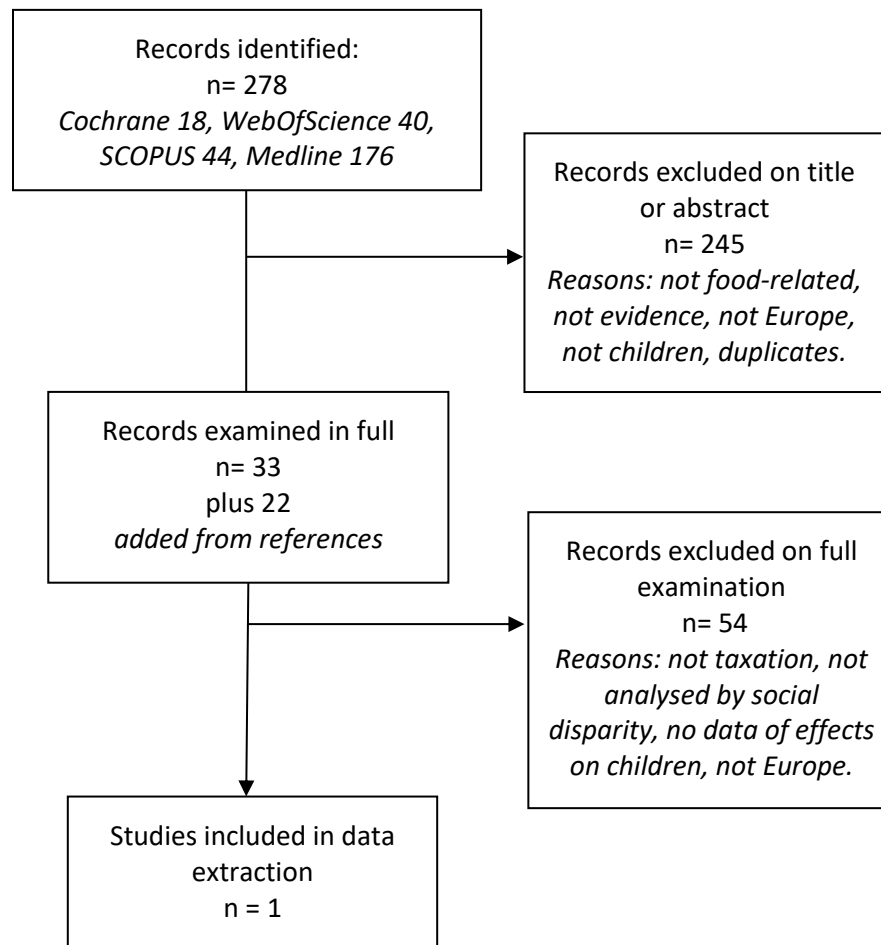 Records identified:
n= 278
Cochrane 18, WebOfScience 40,
SCOPUS 44, Medline 176
Records excluded on title
or abstract
n= 245
Reasons: not food-related,
not evidence, not Europe,
not children, duplicates.
Records examined in full
n= 33
plus 22
added from references
Records excluded on full
examination
n= 54
Reasons: not taxation, not
analysed by social
disparity, no data of effects
on children, not Europe.
Studies included in data
extraction
n = 1